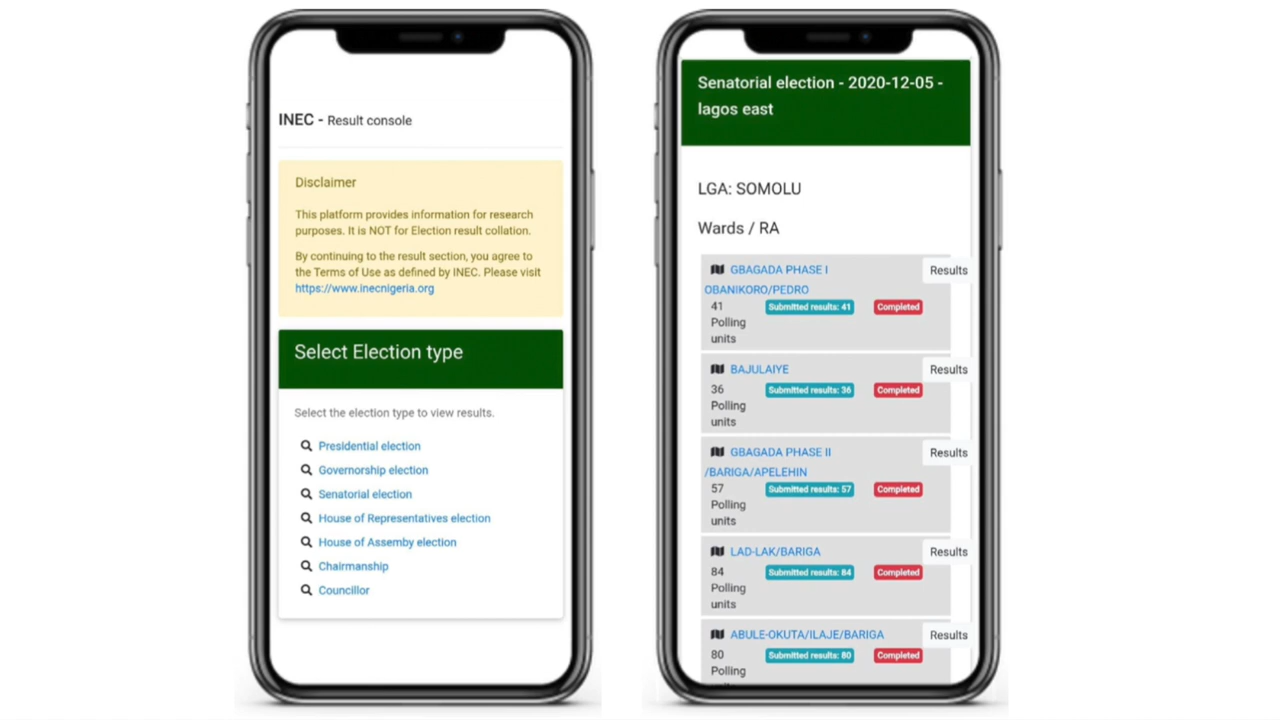 INEC - Result console
Disclaimer
This platform provides information for research
purposes. It is NOT for Election result collation.
By continuing to the result section, you agree to
the Terms of Use as defined by INEC. Please visit
https://www.inecnigeria.org
Select Election type
Select the election type to view results.
Presidential election
Governorship election
Senatorial election
House of Representatives election
House of Assemby election
Chairmanship
Councillor
Senatorial election - 2020-12-05 -
lagos east
LGA: SOMOLU
Wards / RA
GBAGADA PHASE I Results
OBANIKORO/PEDRO
41 Submitted results: 41 Completed
Polling
units
BAJULAIYE Results
36 Submitted results: 36 Completed
Polling
units
GBAGADA PHASE II Results
/BARIGA/APELEHIN
57 Submitted results: 57 Completed
Polling
units
LAD-LAK/BARIGA Results
84 Submitted results: 84 Completed
Polling
units
ABULE-OKUTA/ILAJE/BARIGA Results
80 Submitted results: 80 Completed
Polling